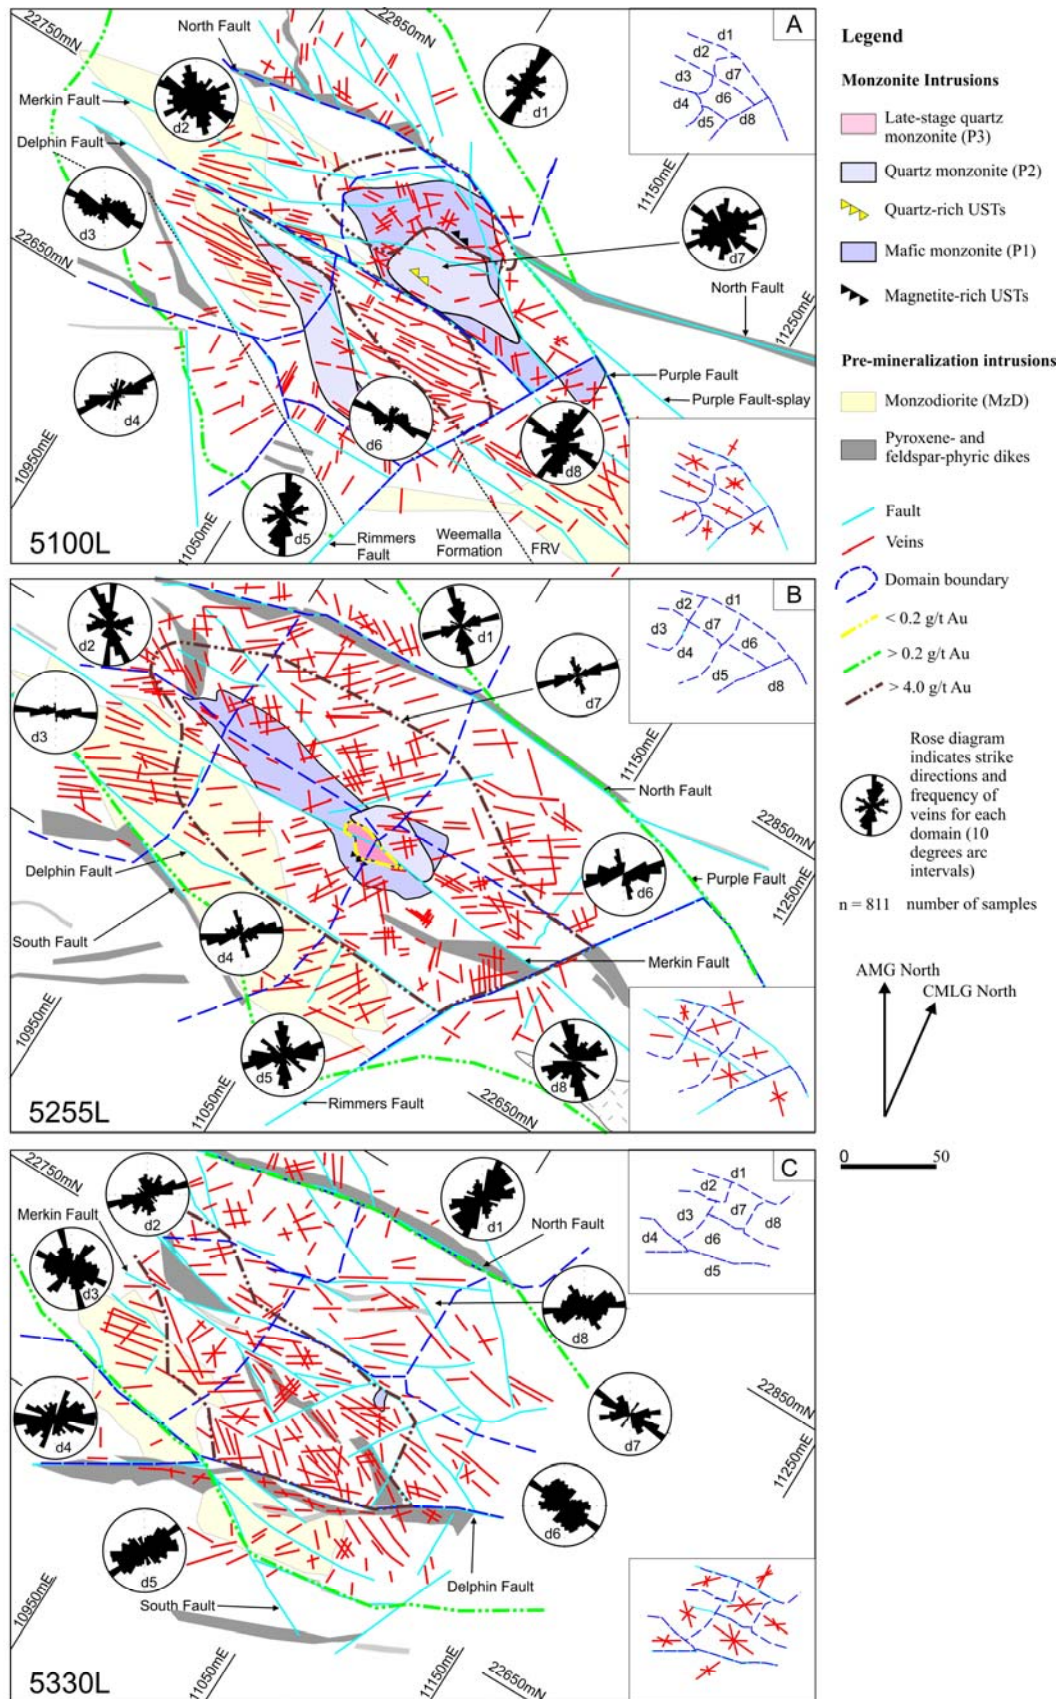 A
22750mN
22850mN
North Fault
d1
d2
Merkin Fault
Delphin Fault
d3
22650mN
d7
11150mE
North Fault
11250mE
d4
Purple Fault
Purple Fault-splay
d6
d8
10950mE
d5
11050mE
Rimmers
Fault
Weemalla
Formation
FRV
5100L
d1
d2
d7
d3
d6
d4
d5
d8
B
d2
d1
d7
d3
11150mE
North Fault
22850mN
Delphin Fault
d6
Purple Fault
11250mE
South Fault
d4
Merkin Fault
10950mE
d5
d8
11050mE
Rimmers Fault
22650mN
5255L
d2
d1
d3
d7
d6
d4
d5
d8
C
22750mN
d2
Merkin Fault
d1
North Fault
d3
d8
22850mN
d7
d4
11250mE
d6
d5
Delphin Fault
10950mE
South Fault
11050mE
11150mE
22650mN
5330L
d1
d2
d7
d8
d3
d4
d6
d5
Legend
Monzonite Intrusions
Late-stage quartz
monzonite (P3)
Quartz monzonite (P2)
Quartz-rich USTs
Mafic monzonite (P1)
Magnetite-rich USTs
Pre-mineralization intrusions
Monzodiorite (MzD)
Pyroxene- and
feldspar-phyric dikes
Fault
Veins
Domain boundary
< 0.2 g/t Au
> 0.2 g/t Au
> 4.0 g/t Au
Rose diagram
indicates strike
directions and
frequency of
veins for each
domain (10
degrees arc
intervals)
n = 811 number of samples
AMG North
CMLG North
0 50